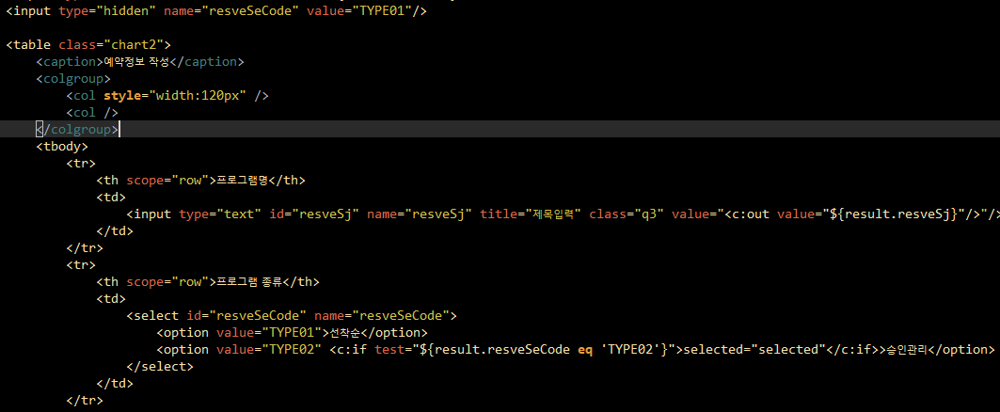 <input type="hidden" name="resveSeCode" value="TYPE01"/>
<table class="chart2">
<caption>예약정보 작성</caption>
<colgroup>
<col style="width:120px" />
<col />
</colgroup>
<tbody>
<tr>
<th scope="row">프로그램명</th>
<td>
<input type="text" id="resveSj" name="resveSj" title="제목입력" class="q3" value="<c:out value="${result.resveSj}"/>"/>
</td>
</tr>
<tr>
<th scope="row">프로그램 종류</th>
<td>
<select id="resveSeCode" name="resveSeCode">
<option value="TYPE01">선착순</option>
<option value="TYPE02" <c:if test="${result.resveSeCode eq 'TYPE02'}">selected="selected"</c:if>>승인관리</option>
</select>
</td>
</tr>